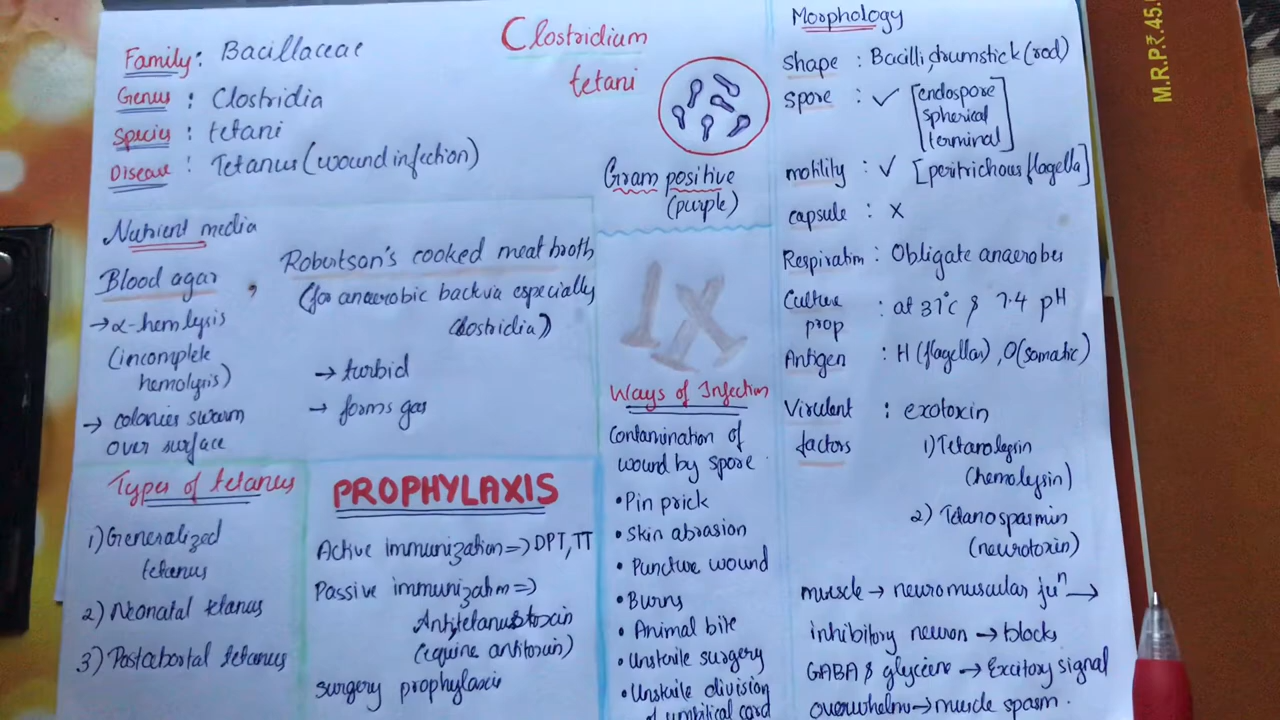 Clostridium
tetani
Family : Bacillaceae
Genus : Clostridia
Species : tetani
Disease : Tetanus (wound infection)
Gram positive
(purple)
Nutrient media
Blood agar ,
→ α-hemlysis
(incomplete
hemolysis)
→ colonies swarm
over surface
Robertson's cooked meat broth
(for anaerobic backvia especially
clostridia)
→ turbid
→ forms gas
Types of tetanus
1) Generalized
tetanus
2) Neonatal tetanus
3) Postabortal tetanus
PROPHYLAXIS
Active immunization ⇒ DPT, TT
Passive immunization ⇒
(equine antitoxin)
surgery prophylaxis
Ways of Infection
Contamination of
wound by spore
• Pin prick
• Skin abrasion
• Puncture wound
• Burns
• Animal bite
• Unsterile surgery
• Unsterile division
of umbilical cord
Morphology
shape : Bacilli, drumstick (rod)
spore : ✓ [endospore
spherical
terminal]
motility : ✓ [peritrichous flagella]
capsule : X
Respiration : Obligate anaerobes
Culture
prop : at 37°c & 7.4 pH
Antigen : H (flagellar), O (somatic)
Virulent
factors : exotoxin
1) Tetanolysin
(hemolysin)
2) Tetanospasmin
(neurotoxin)
muscle → neuromuscular juⁿ →
inhibitory neuron → blocks
GABA & glycine → Excitory signal
overwhelm → muscle spasm.
M.R.P.₹.45.